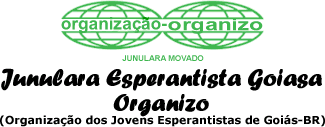 organização-organizo
JUNULARA MOVADO
Junulara Esperantista Goiasa
Organizo
(Organização dos Jovens Esperantistas de Goiás-BR)